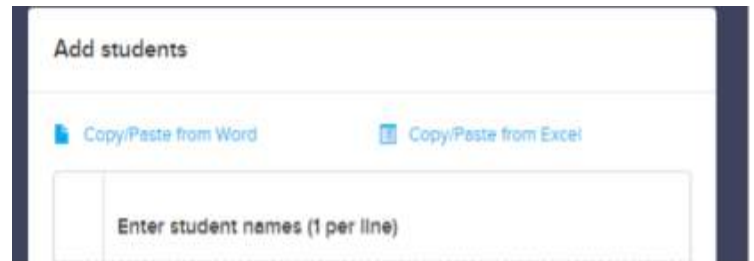 Add students
Copy/Paste from Word Copy/Paste from Excel
Enter student names (1 per line)